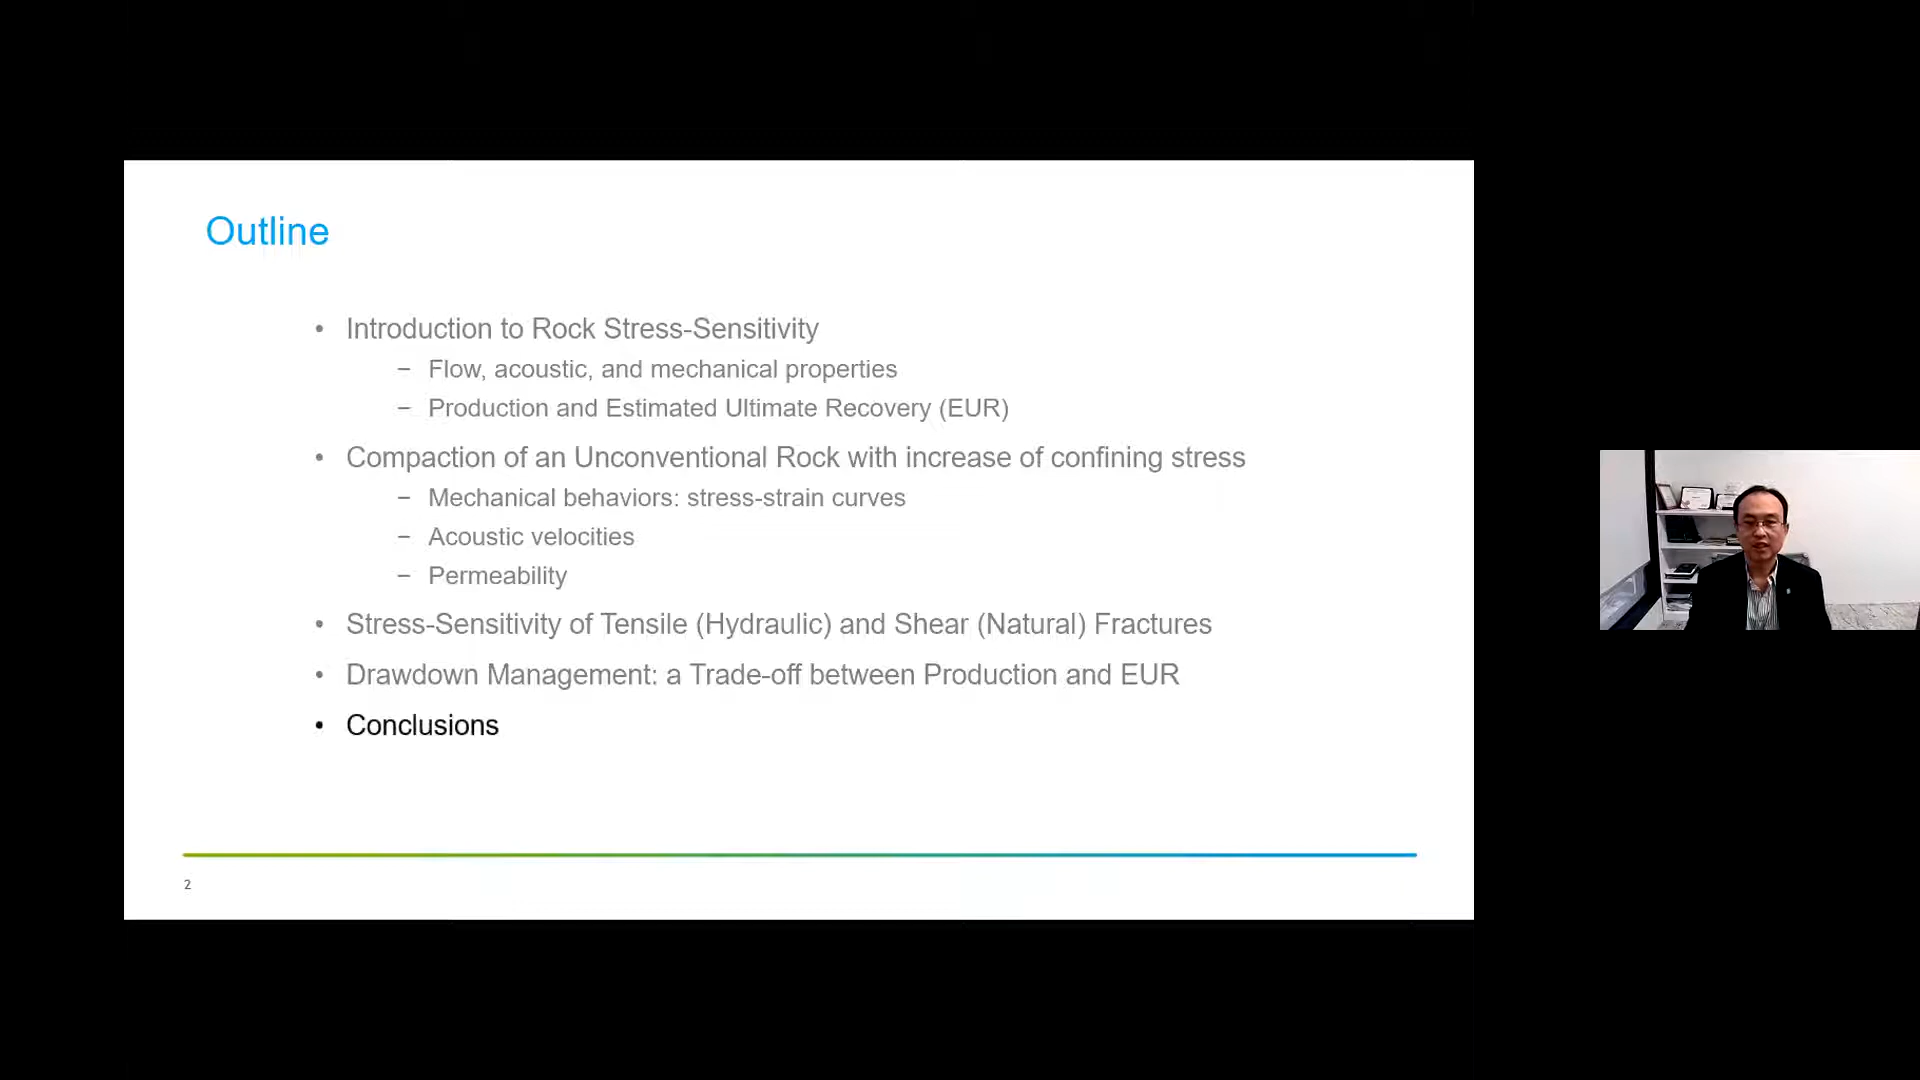 Outline
• Introduction to Rock Stress-Sensitivity
– Flow, acoustic, and mechanical properties
– Production and Estimated Ultimate Recovery (EUR)
• Compaction of an Unconventional Rock with increase of confining stress
– Mechanical behaviors: stress-strain curves
– Acoustic velocities
– Permeability
• Stress-Sensitivity of Tensile (Hydraulic) and Shear (Natural) Fractures
• Drawdown Management: a Trade-off between Production and EUR
• Conclusions
2